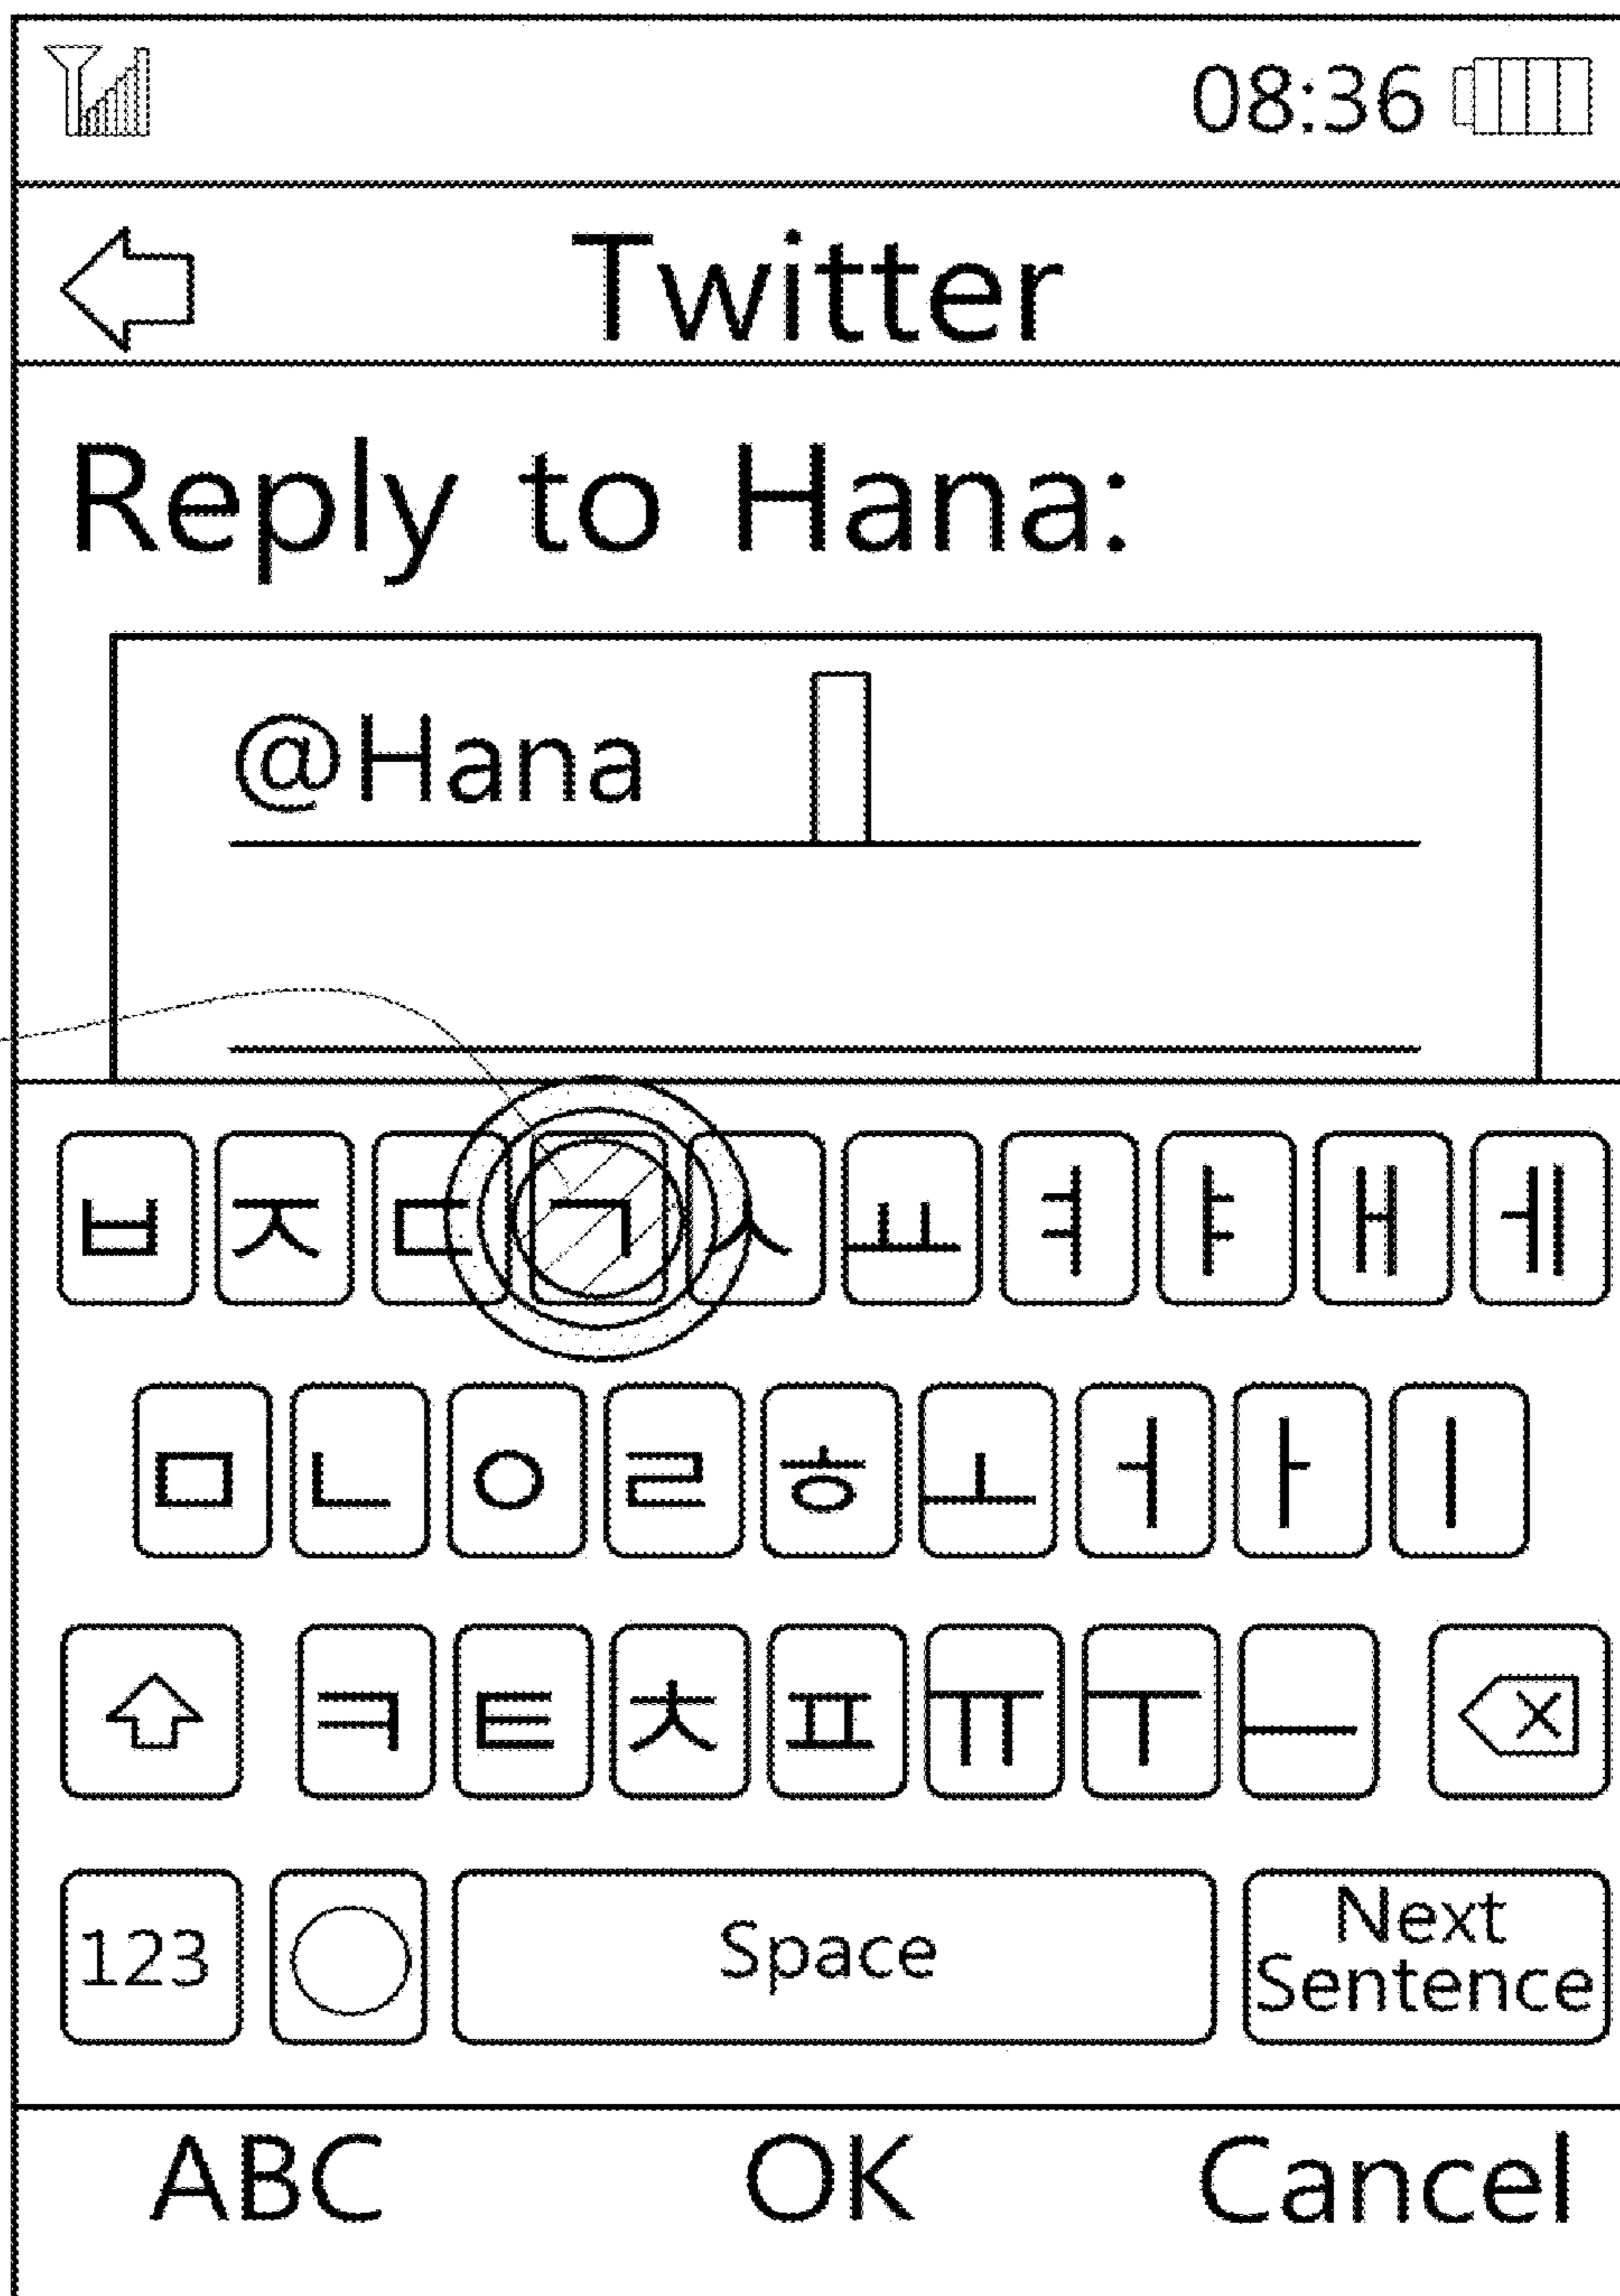 08:36
Twitter
Reply to Hana:
@Hana
ㅂ ㅈ ㄷ ㄱ ㅅ ㅛ ㅕ ㅑ ㅐ ㅔ
ㅁ ㄴ ㅇ ㄹ ㅎ ㅗ ㅓ ㅏ ㅣ
ㅋ ㅌ ㅊ ㅍ ㅠ ㅜ ㅡ
123 Space Next
Sentence
ABC OK Cancel